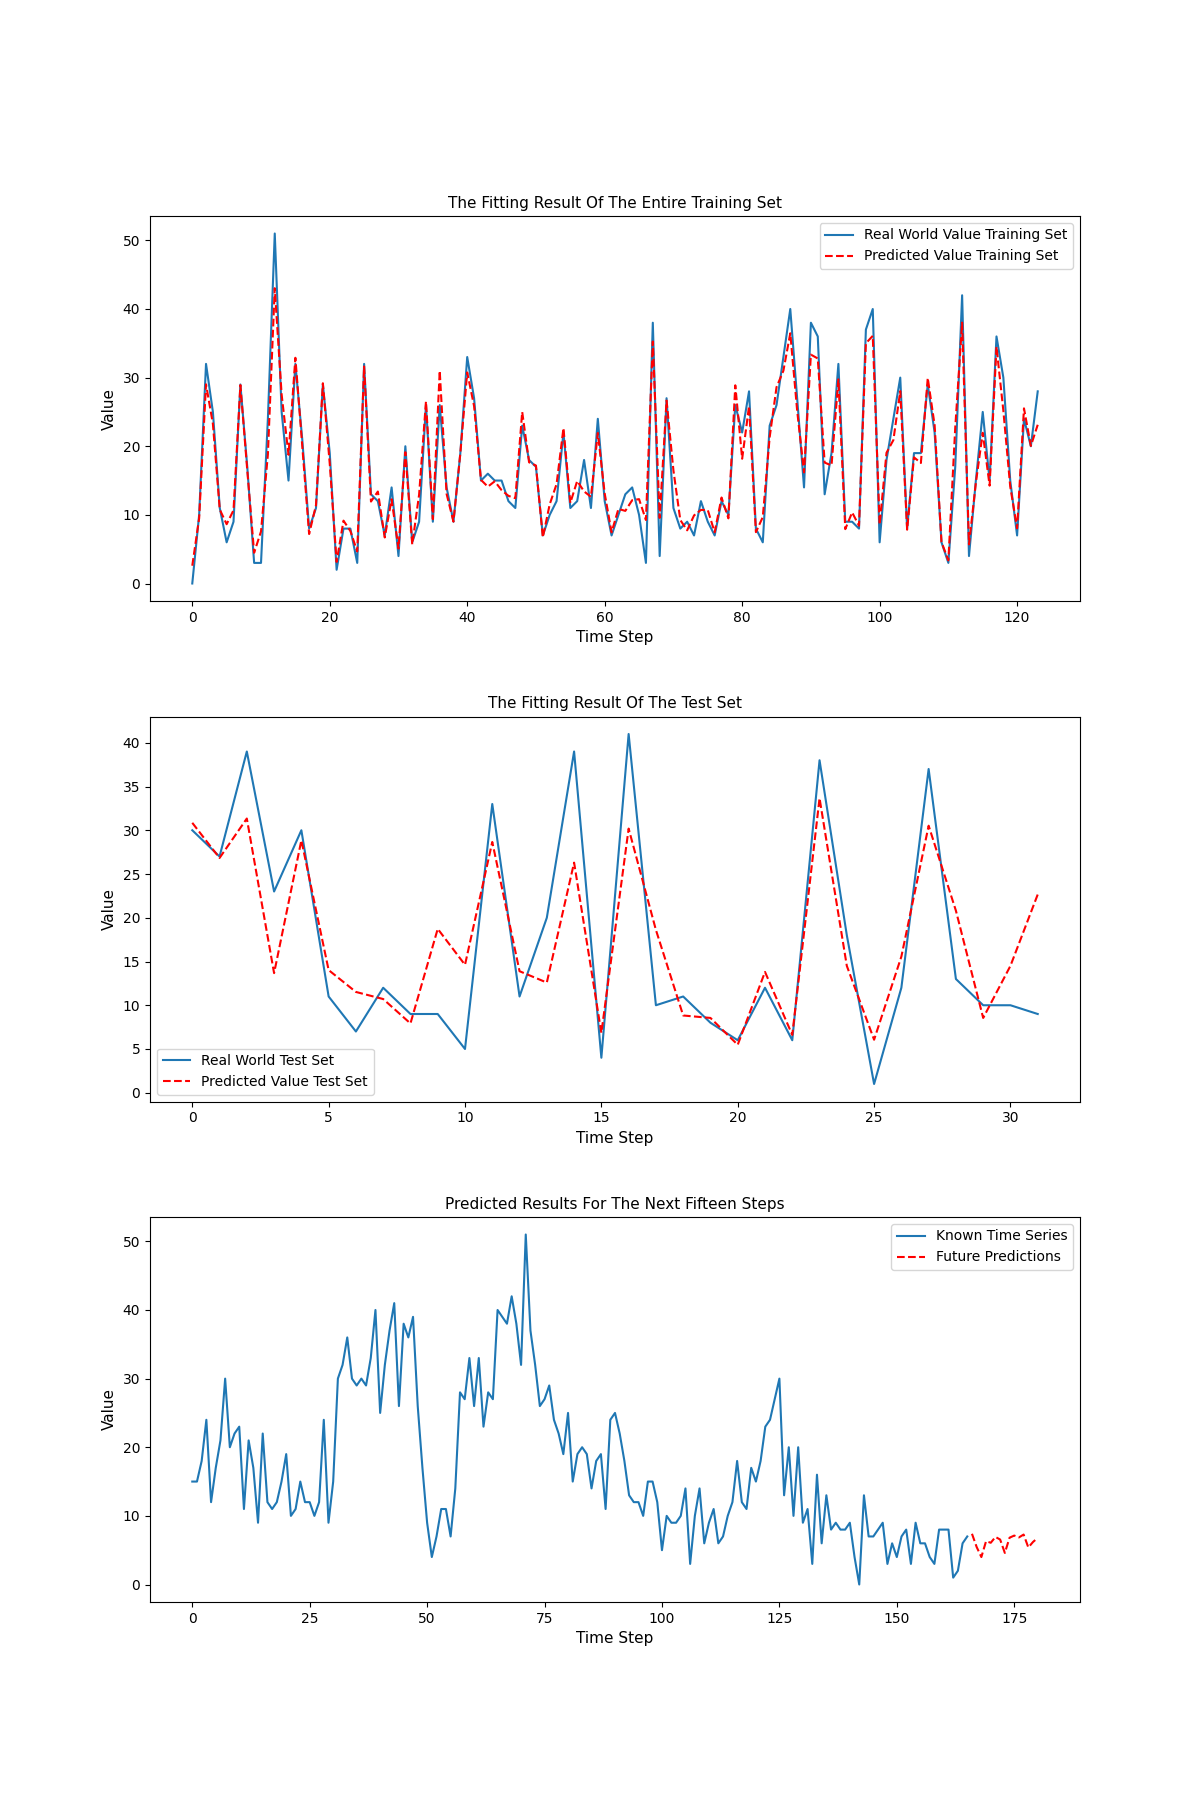 The Fitting Result Of The Entire Training Set
Real World Value Training Set
Predicted Value Training Set
Value
50
40
30
20
10
0
0 20 40 60 80 100 120
Time Step
The Fitting Result Of The Test Set
Value
40
35
30
25
20
15
10
5
0
Real World Test Set
Predicted Value Test Set
0 5 10 15 20 25 30
Time Step
Predicted Results For The Next Fifteen Steps
Known Time Series
Future Predictions
Value
50
40
30
20
10
0
0 25 50 75 100 125 150 175
Time Step